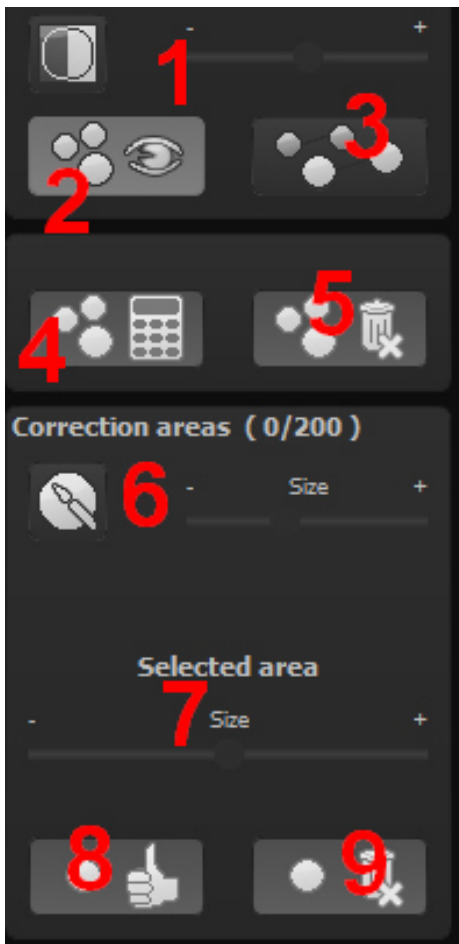 - +
1
2
3
4
5
Correction areas ( 0/200 )
6
- Size +
Selected area
7
- Size +
8
9